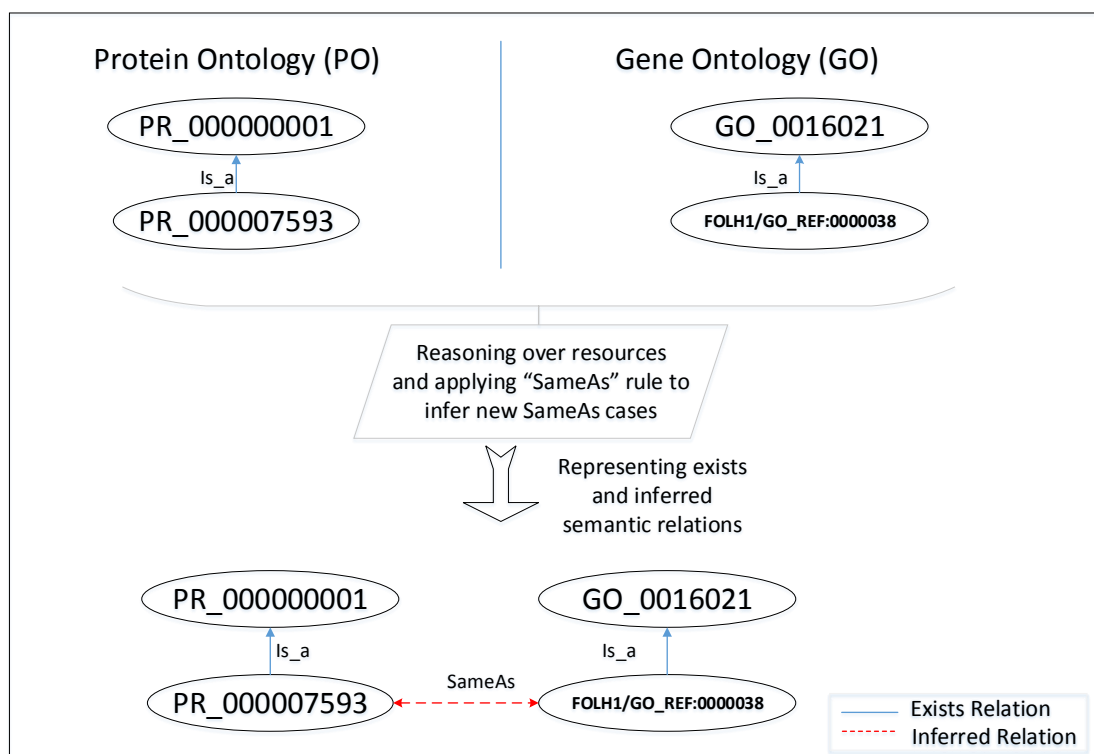 Protein Ontology (PO)
Gene Ontology (GO)
PR_000000001
GO_0016021
Is_a
Is_a
PR_000007593
FOLH1/GO_REF:0000038
Reasoning over resources
and applying “SameAs” rule to
infer new SameAs cases
Representing exists
and inferred
semantic relations
PR_000000001
GO_0016021
Is_a
Is_a
SameAs
PR_000007593
FOLH1/GO_REF:0000038
Exists Relation
Inferred Relation